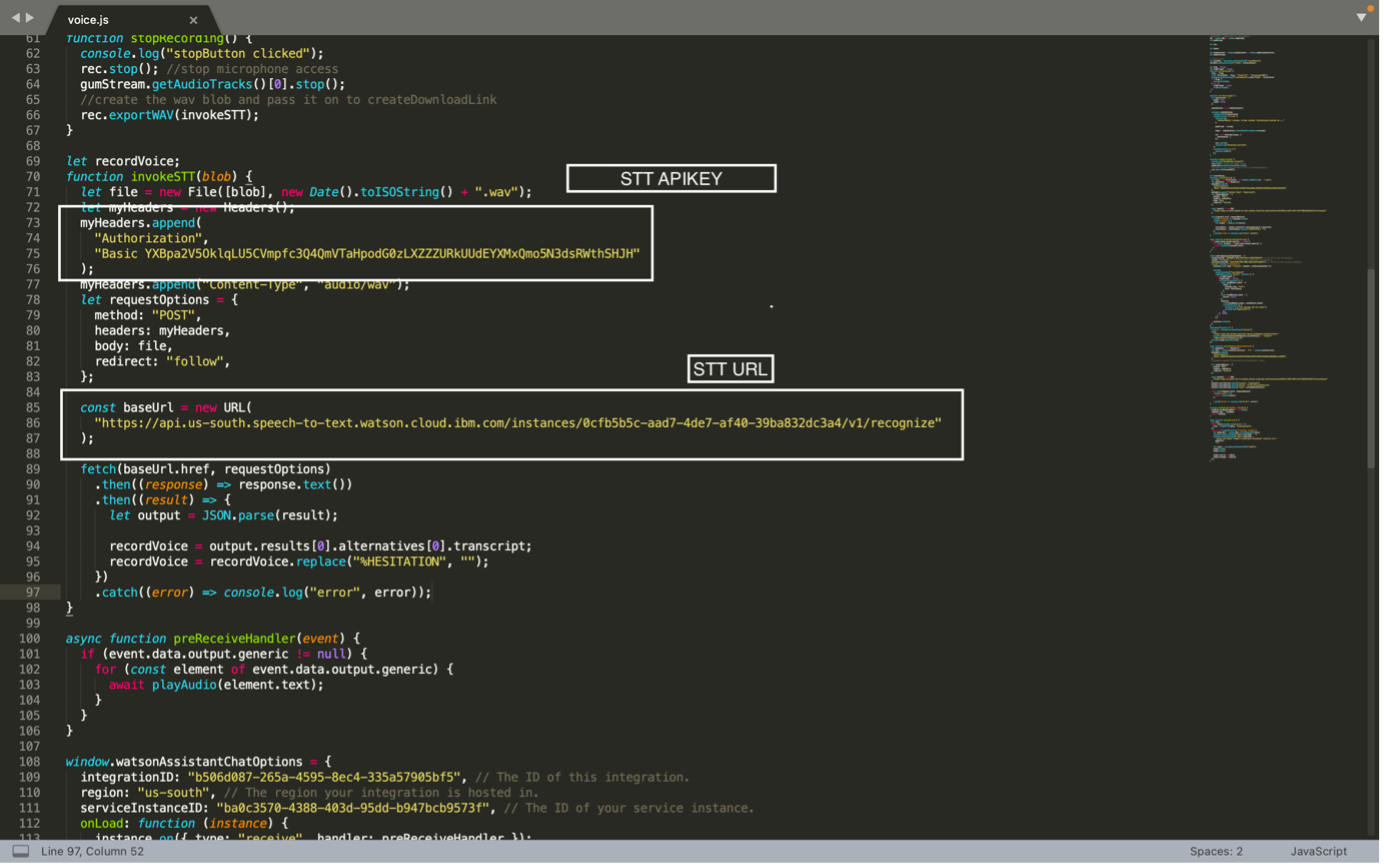 voice.js
61 function stopRecording() {
62 console.log("stopButton clicked");
63 rec.stop(); //stop microphone access
64 gumStream.getAudioTracks()[0].stop();
65 //create the wav blob and pass it on to createDownloadLink
66 rec.exportWAV(invokeSTT);
67 }
68
69 let recordVoice;
70 function invokeSTT(blob) {
STT APIKEY
71 let file = new File([blob], new Date().toISOString() + ".wav");
72 let myHeaders = new Headers();
73 myHeaders.append(
74 "Authorization",
75 "Basic YXBpa2V5OklqLU5CVmpfc3Q4QmVTaHpodG0zLXZZZURkUUdEYXMxQmo5N3dsRWthSHJH"
76 );
77 myHeaders.append("Content-Type", "audio/wav");
78 let requestOptions = {
79 method: "POST",
80 headers: myHeaders,
81 body: file,
82 redirect: "follow",
STT URL
83 };
84
85 const baseUrl = new URL(
86 "https://api.us-south.speech-to-text.watson.cloud.ibm.com/instances/0cfb5b5c-aad7-4de7-af40-39ba832dc3a4/v1/recognize"
87 );
88
89 fetch(baseUrl.href, requestOptions)
90 .then((response) => response.text())
91 .then((result) => {
92 let output = JSON.parse(result);
93
94 recordVoice = output.results[0].alternatives[0].transcript;
95 recordVoice = recordVoice.replace("%HESITATION", "");
96 })
97 .catch((error) => console.log("error", error));
98 }
99
100 async function preReceiveHandler(event) {
101 if (event.data.output.generic != null) {
102 for (const element of event.data.output.generic) {
103 await playAudio(element.text);
104 }
105 }
106 }
107
108 window.watsonAssistantChatOptions = {
109 integrationID: "b506d087-265a-4595-8ec4-335a57905bf5", // The ID of this integration.
110 region: "us-south", // The region your integration is hosted in.
111 serviceInstanceID: "ba0c3570-4388-403d-95dd-b947bcb9573f", // The ID of your service instance.
112 onLoad: function (instance) {
113 instance.on({ type: "receive", handler: preReceiveHandler });
Line 97, Column 52
Spaces: 2
JavaScript